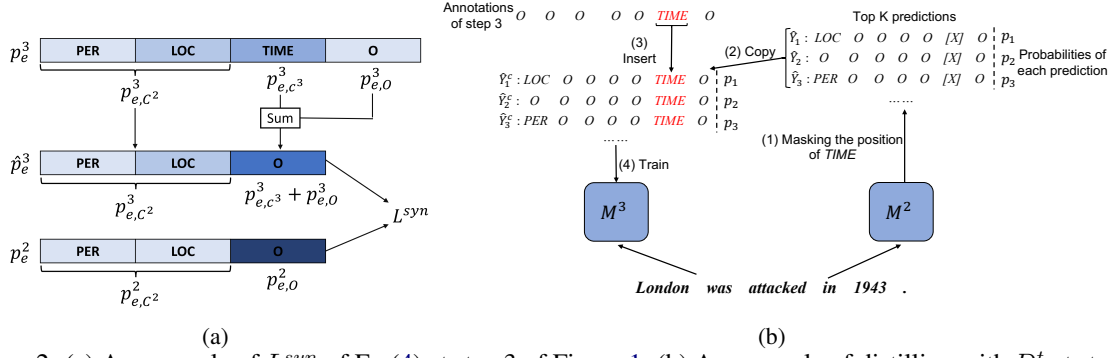 p_e^3 PER LOC TIME O
p_{e,C^2}^3 p_{e,c^3}^3 p_{e,O}^3
Sum
p̂_e^3 PER LOC O
p_{e,C^2}^3 p_{e,c^3}^3 + p_{e,O}^3
L^{syn}
p_e^2 PER LOC O
p_{e,C^2}^2 p_{e,O}^2
(a)
Annotations
of step 3
O O O O O TIME O
(3)
Insert
(2) Copy
Top K predictions
Ŷ_1 : LOC O O O O [X] O p_1
Ŷ_2 : O O O O O [X] O p_2
Ŷ_3 : PER O O O O [X] O p_3
......
Probabilities of
each prediction
Ŷ_1^c : LOC O O O O TIME O p_1
Ŷ_2^c : O O O O O TIME O p_2
Ŷ_3^c : PER O O O O TIME O p_3
......
(1) Masking the position
of TIME
(4) Train
M^3 M^2
London was attacked in 1943 .
(b)